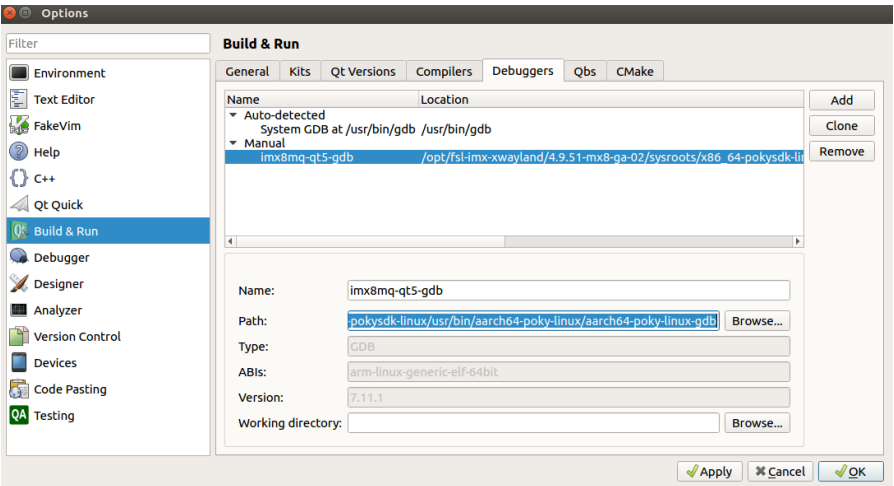 Options
Filter
Build & Run
Environment
Text Editor
FakeVim
Help
C++
Qt Quick
Build & Run
Debugger
Designer
Analyzer
Version Control
Devices
Code Pasting
Testing
General Kits Qt Versions Compilers Debuggers Qbs CMake
Name Location
Auto-detected
System GDB at /usr/bin/gdb /usr/bin/gdb
Manual
imx8mq-qt5-gdb /opt/fsl-imx-xwayland/4.9.51-mx8-ga-02/sysroots/x86_64-pokysdk-li
Add
Clone
Remove
Name: imx8mq-qt5-gdb
Path: -pokysdk-linux/usr/bin/aarch64-poky-linux/aarch64-poky-linux-gdb Browse...
Type: GDB
ABIs: arm-linux-generic-elf-64bit
Version: 7.11.1
Working directory: Browse...
Apply Cancel OK